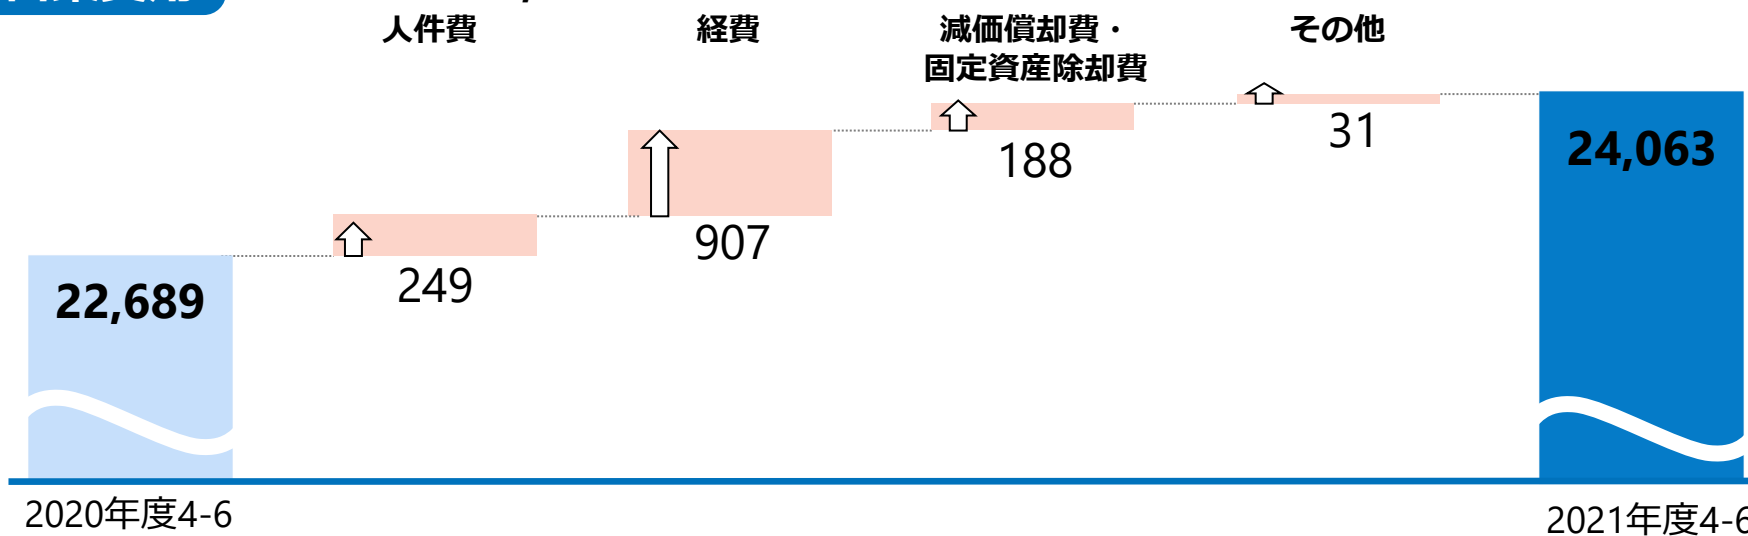 人件費
経費
減価償却費・
固定資産除却費
その他
31
24,063
188
907
249
22,689
2020年度4-6
2021年度4-6